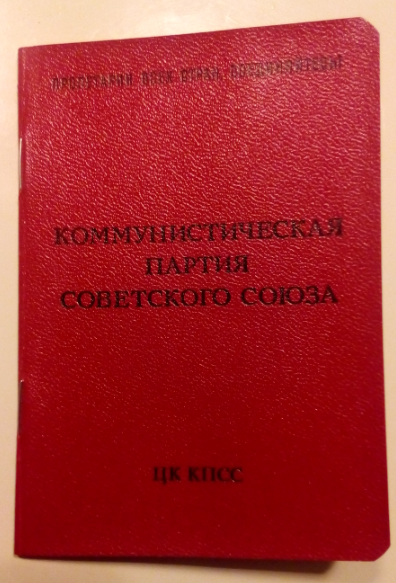 ПРОЛЕТАРИИ ВСЕХ СТРАН, СОЕДИНЯЙТЕСЬ!
КОММУНИСТИЧЕСКАЯ
ПАРТИЯ
СОВЕТСКОГО СОЮЗА
ЦК КПСС